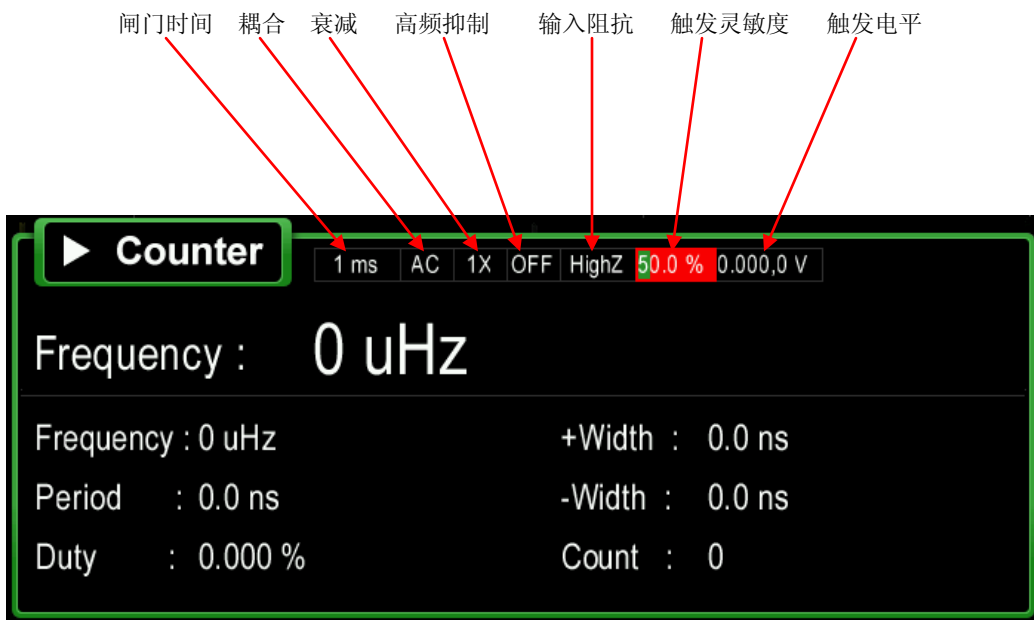 闸门时间 耦合 衰减 高频抑制 输入阻抗 触发灵敏度 触发电平
Counter 1 ms AC 1X OFF HighZ 50.0 % 0.000,0 V
Frequency : 0 uHz
Frequency : 0 uHz +Width : 0.0 ns
Period : 0.0 ns -Width : 0.0 ns
Duty : 0.000 % Count : 0